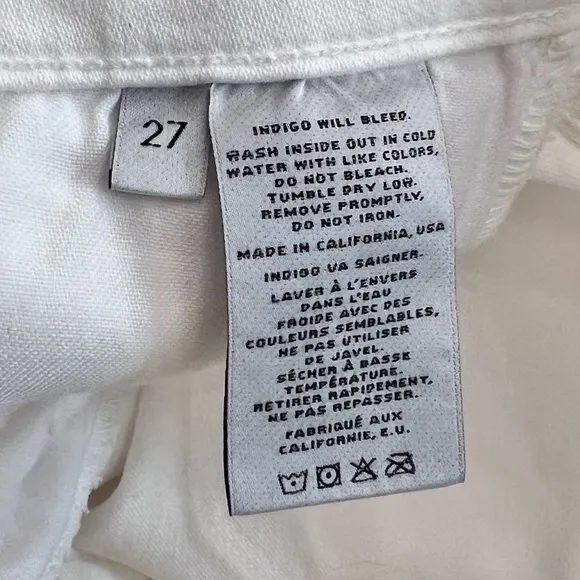 27
INDIGO WILL BLEED.
WASH INSIDE OUT IN COLD
WATER WITH LIKE COLORS,
DO NOT BLEACH.
TUMBLE DRY LOW.
REMOVE PROMPTLY,
DO NOT IRON.
MADE IN CALIFORNIA, USA
INDIGO VA SAIGNER.
LAVER À L'ENVERS
DANS L'EAU
FROIDE AVEC DES
COULEURS SEMBLABLES,
NE PAS UTILISER
DE JAVEL.
SÉCHER À BASSE
TEMPÉRATURE.
RETIRER RAPIDEMENT,
NE PAS REPASSER.
FABRIQUÉ AUX
CALIFORNIE, E.U.